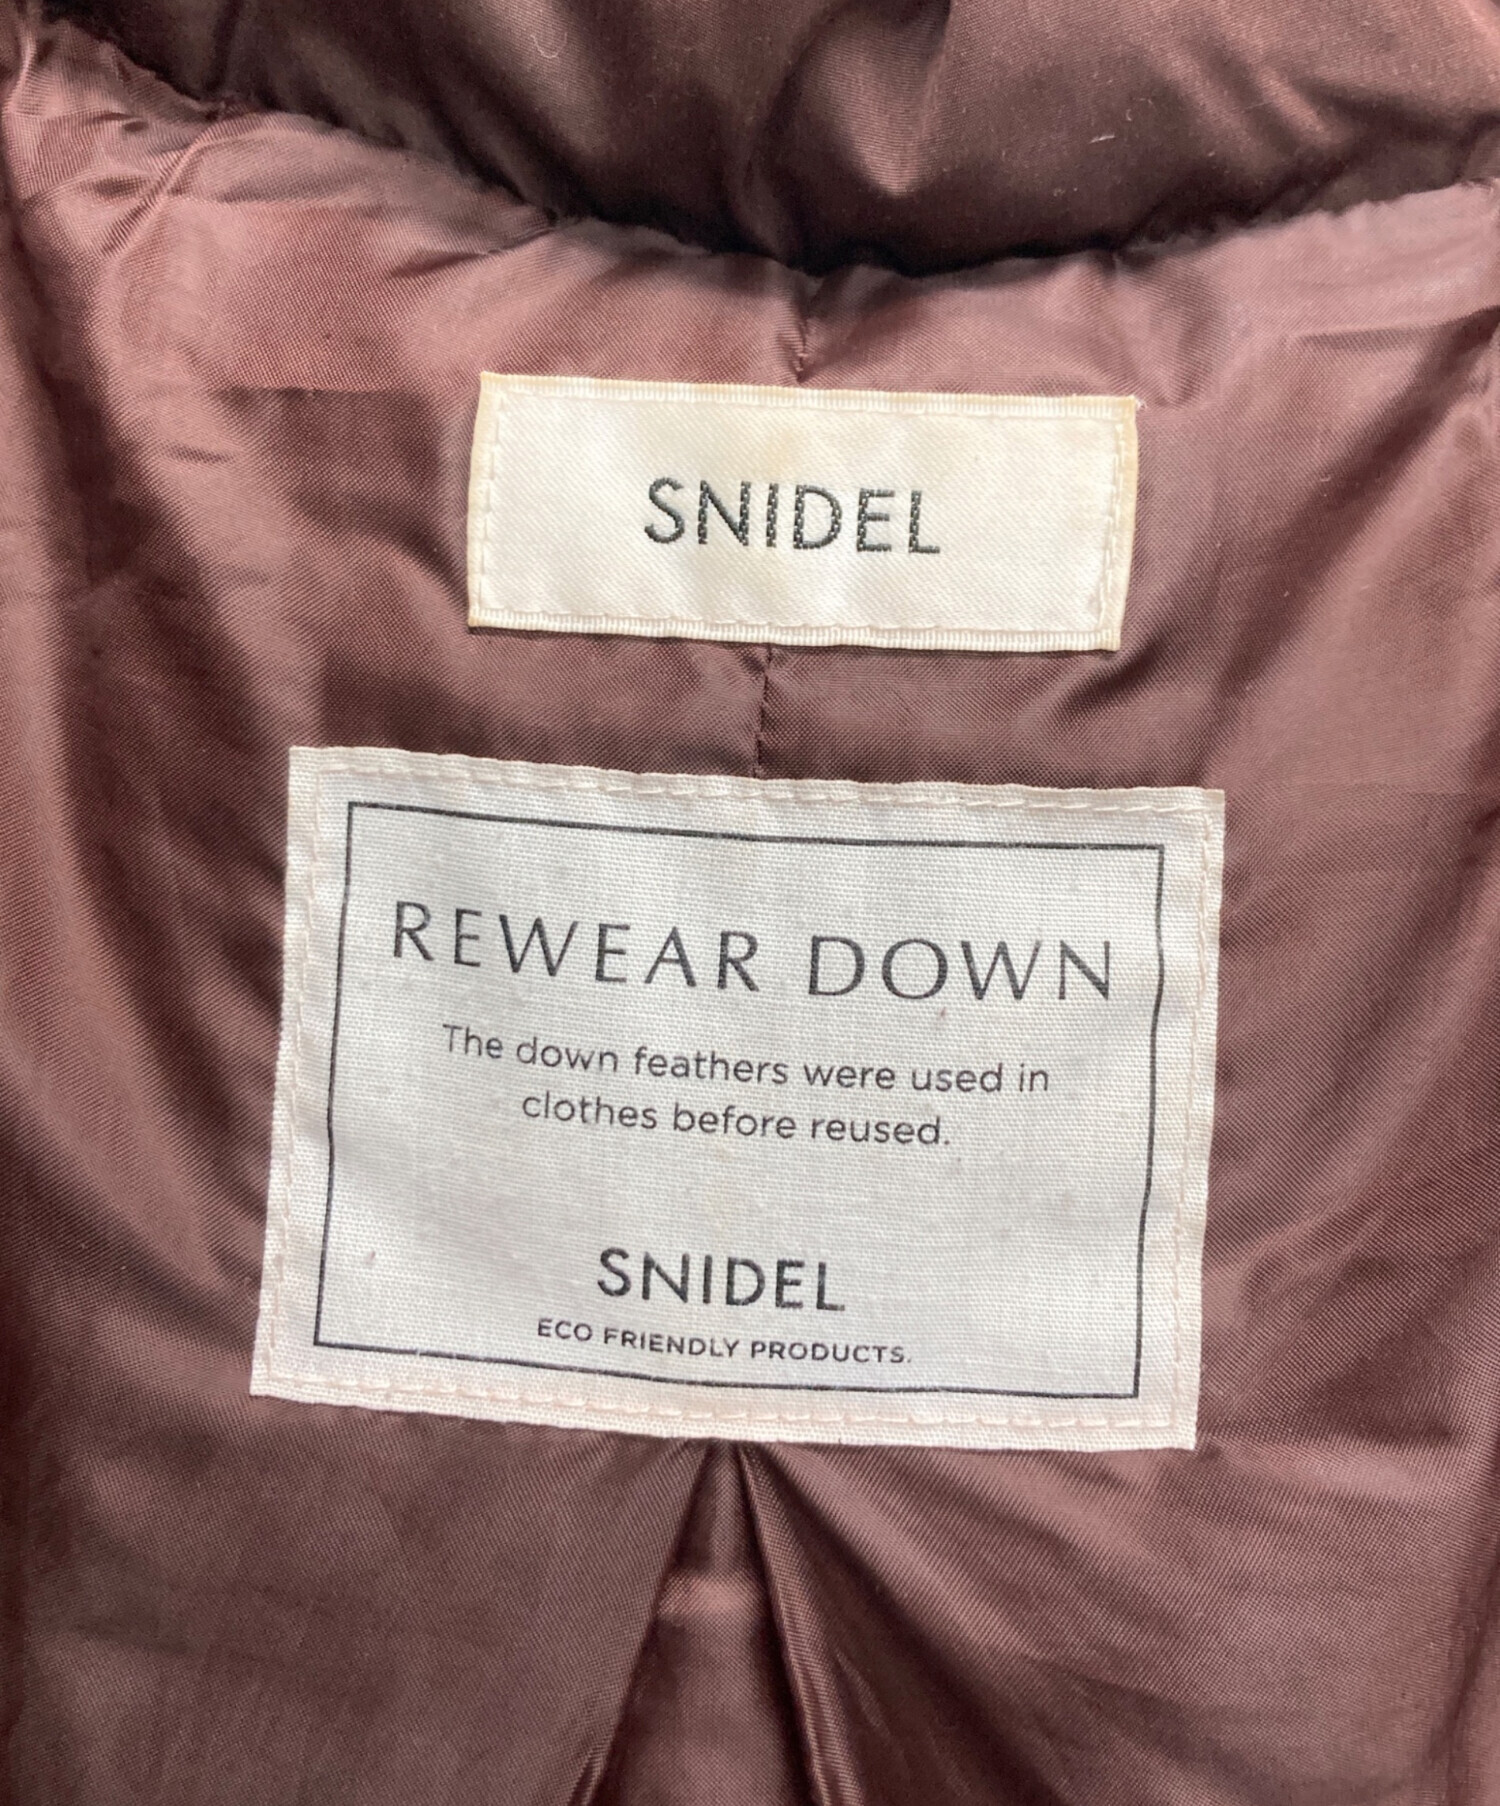 SNIDEL
REWEAR DOWN
The down feathers were used in
clothes before reused.
SNIDEL
ECO FRIENDLY PRODUCTS.